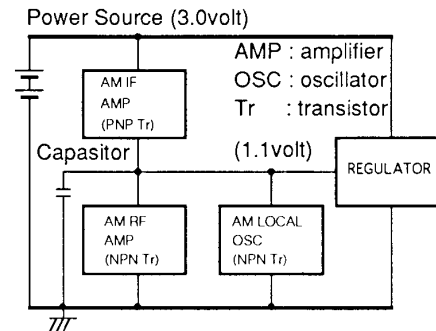 Power Source (3.0volt)
AMP : amplifier
OSC : oscillator
Tr : transistor
AM IF
AMP
(PNP Tr)
Capasitor
(1.1volt)
REGULATOR
AM RF
AMP
(NPN Tr)
AM LOCAL
OSC
(NPN Tr)